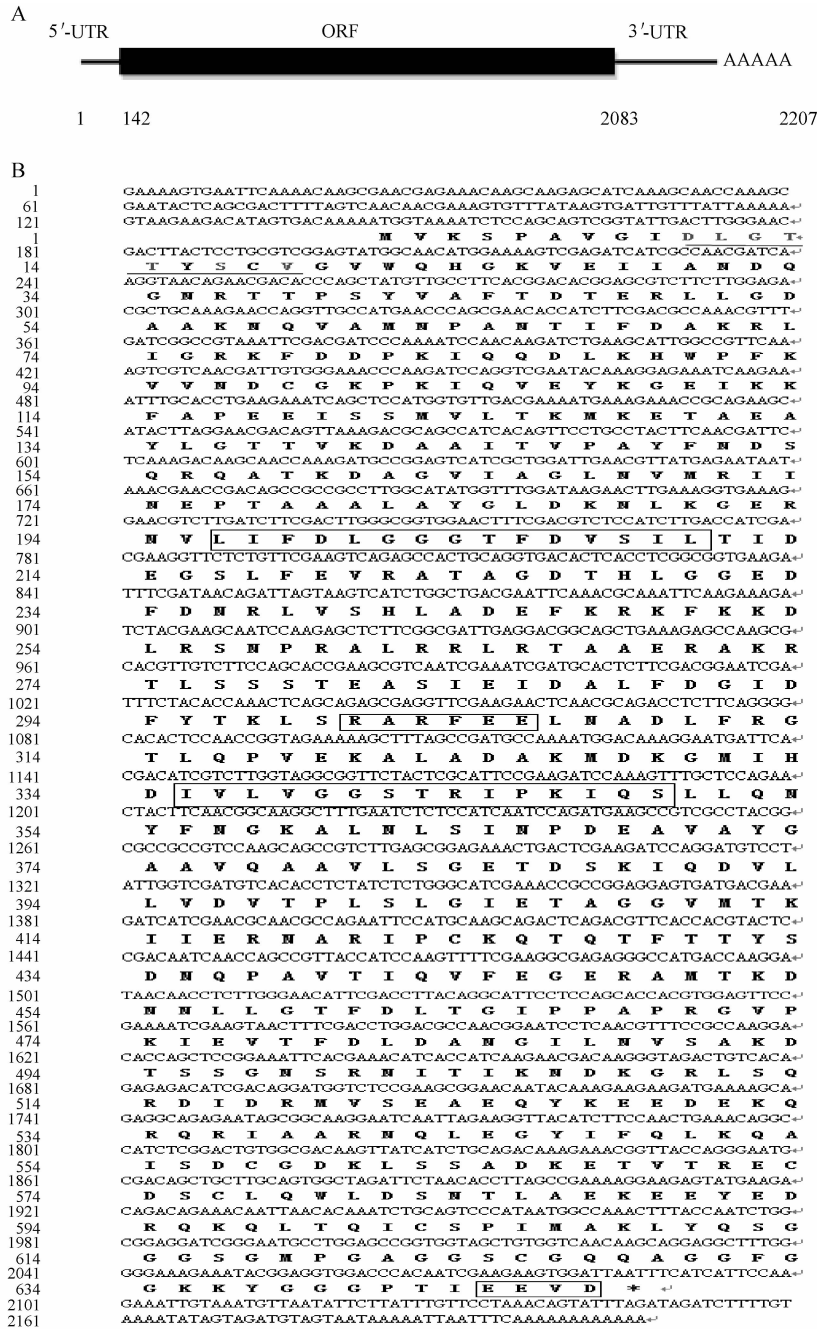 A
5′-UTR ORF 3′-UTR
AAAAA
1 142 2083 2207
B
1 GAAAAGTGAATTCAAAACAAGCGAACGAGAAACAAGCAAGAGCATCAAAGCAACCAAAGC
61 GAATACTCAGCGACTTTTAGTCAACAACGAAAGTGTTTATAAGTGATTGTTTATTAAAAA
121 GTAAGAAGACATAGTGACAAAAATGGTAAAATCTCCAGCAGTCGGTATTGACTTGGGAAC
1 M V K S P A V G I D L G T
181 GACTTACTCCTGCGTCGGAGTATGGCAACATGGAAAAGTCGAGATCATCGCCAACGATCA
14 T Y S C V G V W Q H G K V E I I A N D Q
241 AGGTAACAGAACGACACCCAGCTATGTTGCCTTCACGGACACGGAGCGTCTTCTTGGAGA
34 G N R T T P S Y V A F T D T E R L L G D
301 CGCTGCAAAGAACCAGGTTGCCATGAACCCAGCGAACACCATCTTCGACGCCAAACGTTT
54 A A K N Q V A M N P A N T I F D A K R L
361 GATCGGCCGTAAATTCGACGATCCCAAAATCCAACAAGATCTGAAGCATTGGCCGTTCAA
74 I G R K F D D P K I Q Q D L K H W P F K
421 AGTCGTCAACGATTGTGGGAAACCCAAGATCCAGGTCGAATACAAAGGAGAAATCAAGAA
94 V V N D C G K P K I Q V E Y K G E I K K
481 ATTTGCACCTGAAGAAATCAGCTCCATGGTGTTGACGAAAATGAAAGAAACCGCAGAAGC
114 F A P E E I S S M V L T K M K E T A E A
541 ATACTTAGGAACGACAGTTAAAGACGCAGCCATCACAGTTCCTGCCTACTTCAACGATTC
134 Y L G T T V K D A A I T V P A Y F N D S
601 TCAAAGACAAGCAACCAAAGATGCCGGAGTCATCGCTGGATTGAACGTTATGAGAATAAT
154 Q R Q A T K D A G V I A G L N V M R I I
661 AAACGAACCGACAGCCGCCGCCTTGGCATATGGTTTGGATAAGAACTTGAAAGGTGAAAG
174 N E P T A A A L A Y G L D K N L K G E R
721 GAACGTCTTGATCTTCGACTTGGGCGGTGGAACTTTCGACGTCTCCATCTTGACCATCGA
194 N V L I F D L G G G T F D V S I L T I D
781 CGAAGGTTCTCTGTTCGAAGTCAGAGCCACTGCAGGTGACACTCACCTCGGCGGTGAAGA
214 E G S L F E V R A T A G D T H L G G E D
841 TTTCGATAACAGATTAGTAAGTCATCTGGCTGACGAATTCAAACGCAAATTCAAGAAAGA
234 F D N R L V S H L A D E F K R K F K K D
901 TCTACGAAGCAATCCAAGAGCTCTTCGGCGATTGAGGACGGCAGCTGAAAGAGCCAAGCG
254 L R S N P R A L R R L R T A A E R A K R
961 CACGTTGTCTTCCAGCACCGAAGCGTCAATCGAAATCGATGCACTCTTCGACGGAATCGA
274 T L S S S T E A S I E I D A L F D G I D
1021 TTTCTACACCAAACTCAGCAGAGCGAGGTTCGAAGAACTCAACGCAGACCTCTTCAGGGG
294 F Y T K L S R A R F E E L N A D L F R G
1081 CACACTCCAACCGGTAGAAAAAGCTTTAGCCGATGCCAAAATGGACAAAGGAATGATTCA
314 T L Q P V E K A L A D A K M D K G M I H
1141 CGACATCGTCTTGGTAGGCGGTTCTACTCGCATTCCGAAGATCCAAAGTTTGCTCCAGAA
334 D I V L V G G S T R I P K I Q S L L Q N
1201 CTACTTCAACGGCAAGGCTTTGAATCTCTCCATCAATCCAGATGAAGCCGTCGCCTACGG
354 Y F N G K A L N L S I N P D E A V A Y G
1261 CGCCGCCGTCCAAGCAGCCGTCTTGAGCGGAGAAACTGACTCGAAGATCCAGGATGTCCT
374 A A V Q A A V L S G E T D S K I Q D V L
1321 ATTGGTCGATGTCACACCTCTATCTCTGGGCATCGAAACCGCCGGAGGAGTGATGACGAA
394 L V D V T P L S L G I E T A G G V M T K
1381 GATCATCGAACGCAACGCCAGAATTCCATGCAAGCAGACTCAGACGTTCACCACGTACTC
414 I I E R N A R I P C K Q T Q T F T T Y S
1441 CGACAATCAACCAGCCGTTACCATCCAAGTTTTCGAAGGCGAGAGGGCCATGACCAAGGA
434 D N Q P A V T I Q V F E G E R A M T K D
1501 TAACAACCTCTTGGGAACATTCGACCTTACAGGCATTCCTCCAGCACCACGTGGAGTTCC
454 N N L L G T F D L T G I P P A P R G V P
1561 GAAAATCGAAGTAACTTTCGACCTGGACGCCAACGGAATCCTCAACGTTTCCGCCAAGGA
474 K I E V T F D L D A N G I L N V S A K D
1621 CACCAGCTCCGGAAATTCACGAAACATCACCATCAAGAACGACAAGGGTAGACTGTCACA
494 T S S G N S R N I T I K N D K G R L S Q
1681 GAGAGACATCGACAGGATGGTCTCCGAAGCGGAACAATACAAAGAAGAAGATGAAAAGCA
514 R D I D R M V S E A E Q Y K E E D E K Q
1741 GAGGCAGAGAATAGCGGCAAGGAATCAATTAGAAGGTTACATCTTCCAACTGAAACAGGC
534 R Q R I A A R N Q L E G Y I F Q L K Q A
1801 CATCTCGGACTGTGGCGACAAGTTATCATCTGCAGACAAAGAAACGGTTACCAGGGAATG
554 I S D C G D K L S S A D K E T V T R E C
1861 CGACAGCTGCTTGCAGTGGCTAGATTCTAACACCTTAGCCGAAAAGGAAGAGTATGAAGA
574 D S C L Q W L D S N T L A E K E E Y E D
1921 CAGACAGAAACAATTAACACAAATCTGCAGTCCCATAATGGCCAAACTTTACCAATCTGG
594 R Q K Q L T Q I C S P I M A K L Y Q S G
1981 CGGAGGATCGGGAATGCCTGGAGCCGGTGGTAGCTGTGGTCAACAAGCAGGAGGCTTTGG
614 G G S G M P G A G G S C G Q Q A G G F G
2041 GGGAAAGAAATACGGAGGTGGACCCACAATCGAAGAAGTGGATTAATTTCATCATTCCAA
634 G K K Y G G G P T I E E V D *
2101 GAAATTGTAAATGTTAATATTCTTATTTGTTCCTAAACAGTATTTAGATAGATCTTTTGT
2161 AAAATATAGTAGATGTAGTAATAAAAATTAATTTCAAAAAAAAAAAA